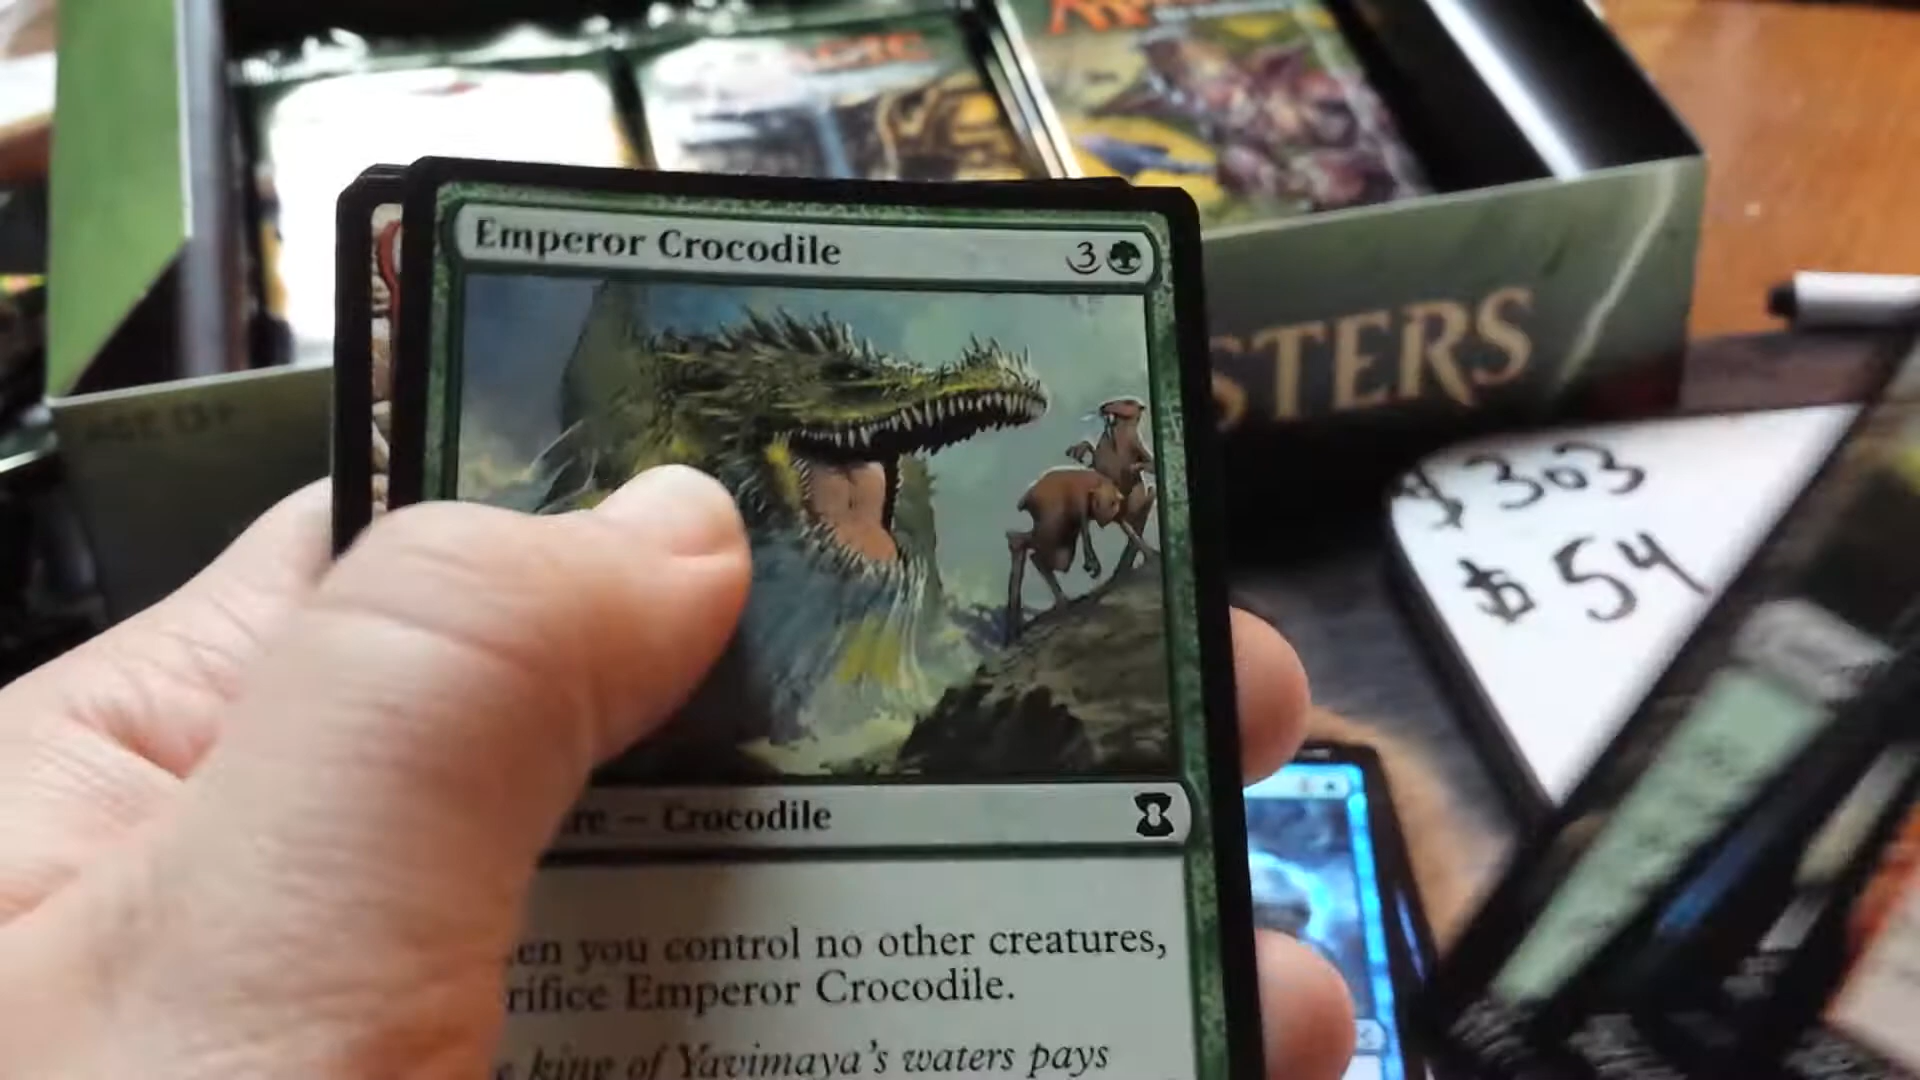 Emperor Crocodile 3
STERS
$ 303
$ 54
re — Crocodile
en you control no other creatures,
rifice Emperor Crocodile.
king of Yavimaya's waters pays